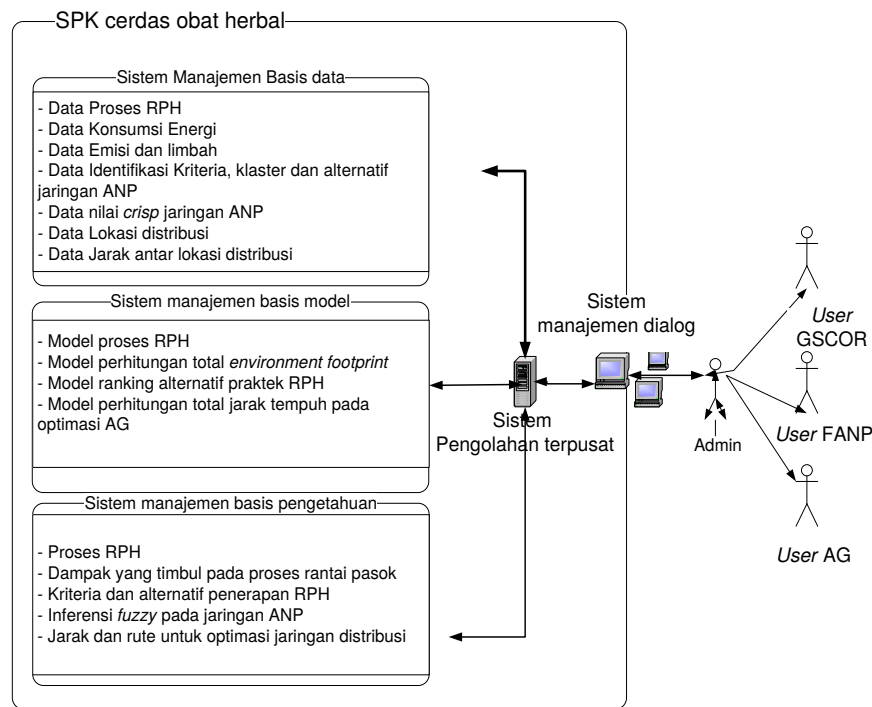 SPK cerdas obat herbal
Sistem Manajemen Basis data
- Data Proses RPH
- Data Konsumsi Energi
- Data Emisi dan limbah
- Data Identifikasi Kriteria, klaster dan alternatif
jaringan ANP
- Data nilai crisp jaringan ANP
- Data Lokasi distribusi
- Data Jarak antar lokasi distribusi
Sistem manajemen basis model
- Model proses RPH
- Model perhitungan total environment footprint
- Model ranking alternatif praktek RPH
- Model perhitungan total jarak tempuh pada
optimasi AG
Sistem manajemen basis pengetahuan
- Proses RPH
- Dampak yang timbul pada proses rantai pasok
- Kriteria dan alternatif penerapan RPH
- Inferensi fuzzy pada jaringan ANP
- Jarak dan rute untuk optimasi jaringan distribusi
Sistem
Pengolahan terpusat
Sistem
manajemen dialog
Admin
User
GSCOR
User FANP
User AG